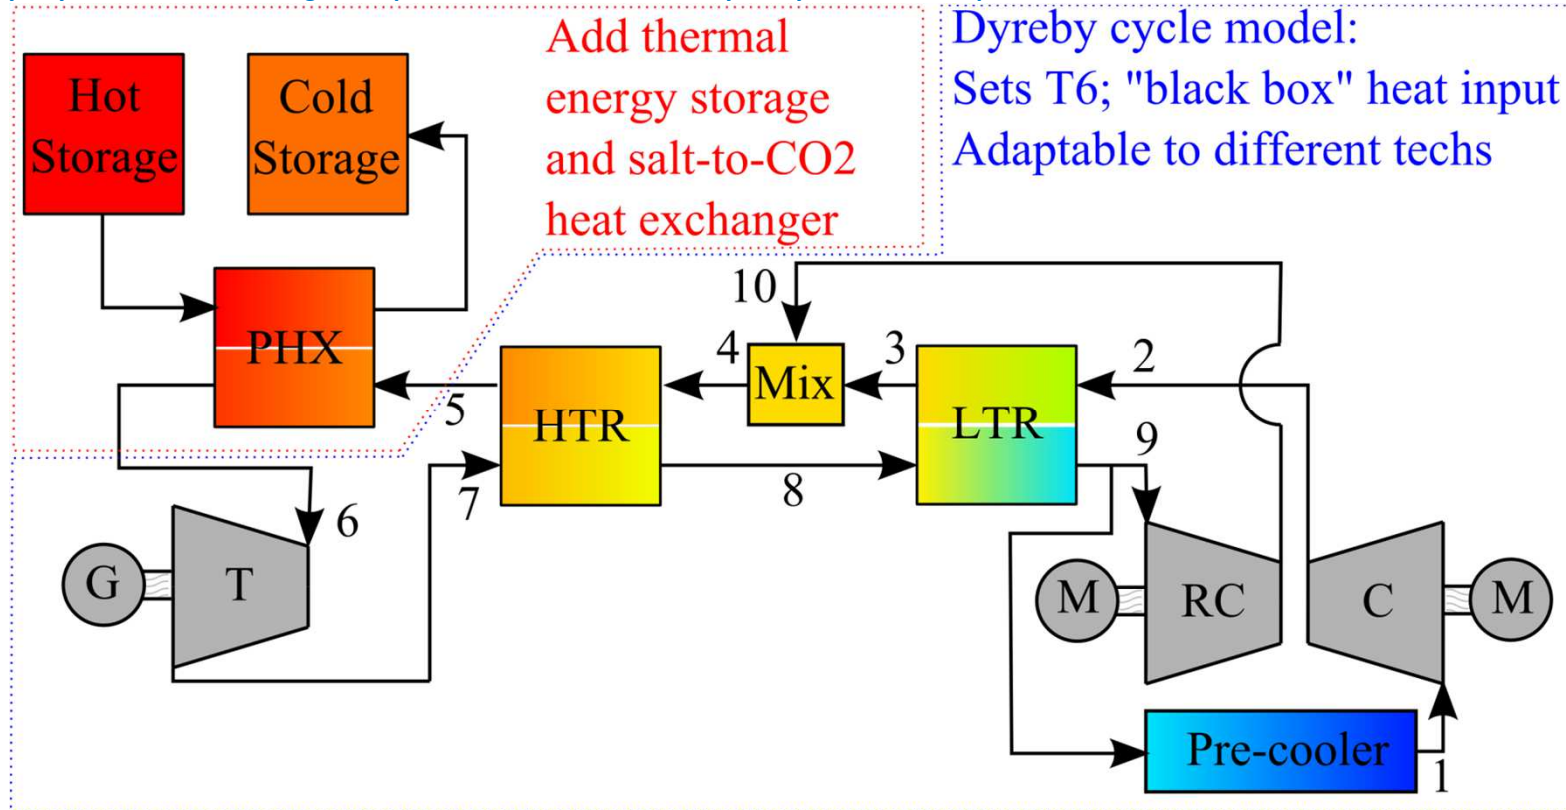 Hot
Storage
Cold
Storage
Add thermal
energy storage
and salt-to-CO2
heat exchanger
Dyreby cycle model:
Sets T6; "black box" heat input
Adaptable to different techs
PHX
5
HTR
10
4
Mix
3
LTR
2
9
7
8
6
G
T
M
RC
C
M
Pre-cooler
1